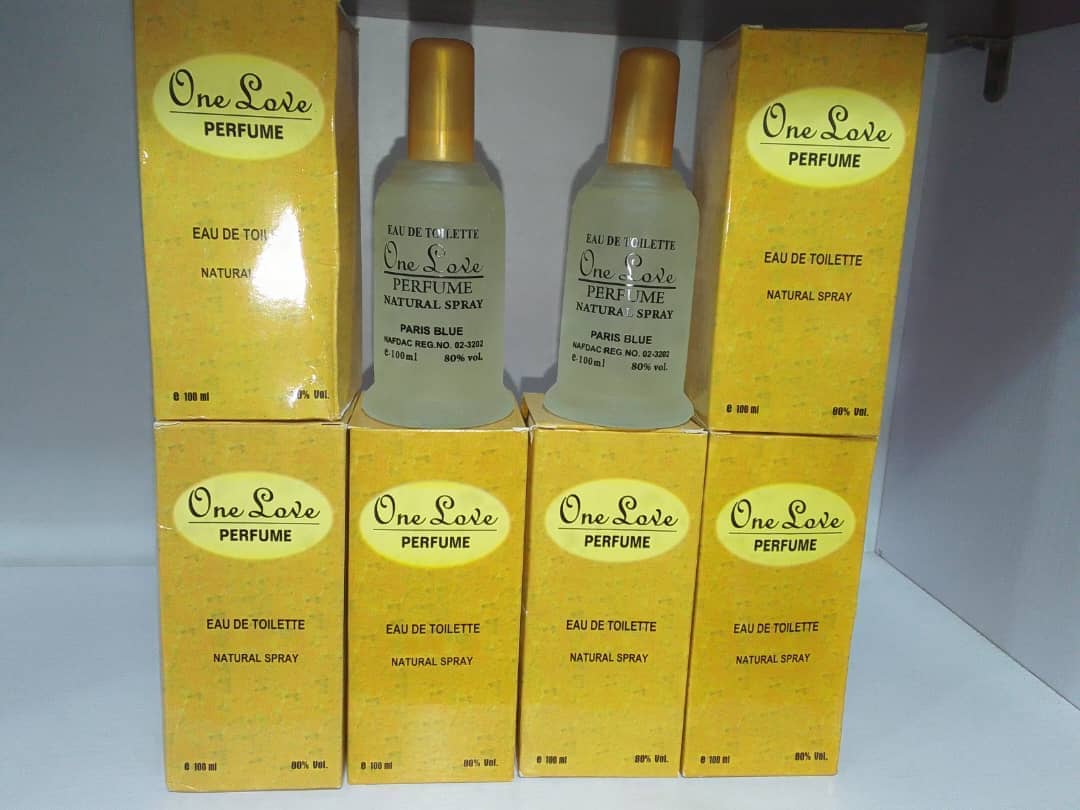 One Love
PERFUME
EAU DE
NATURAL
e 100 ml
Vol.
EAU DE TOILETTE
One Love
PERFUME
NATURAL SPRAY
PARIS BLUE
NAFDAC REG.NO. 02-3202
e-100ml 80% vol.
EAU DE TOILETTE
One Love
PERFUME
NATURAL SPRAY
PARIS BLUE
NAFDAC REG.NO. 02-3202
e-100ml 80% vol.
One Love
PERFUME
EAU DE TOILETTE
NATURAL SPRAY
e 100 ml 80% Vol.
One Love
PERFUME
EAU DE TOILETTE
NATURAL SPRAY
e 100 ml 80% Vol.
One Love
PERFUME
EAU DE TOILETTE
NATURAL SPRAY
e 100 ml 80% Vol.
One Love
PERFUME
EAU DE TOILETTE
NATURAL SPRAY
e 100 ml 80% Vol.
One Love
PERFUME
EAU DE TOILETTE
NATURAL SPRAY
e 100 ml 80% Vol.